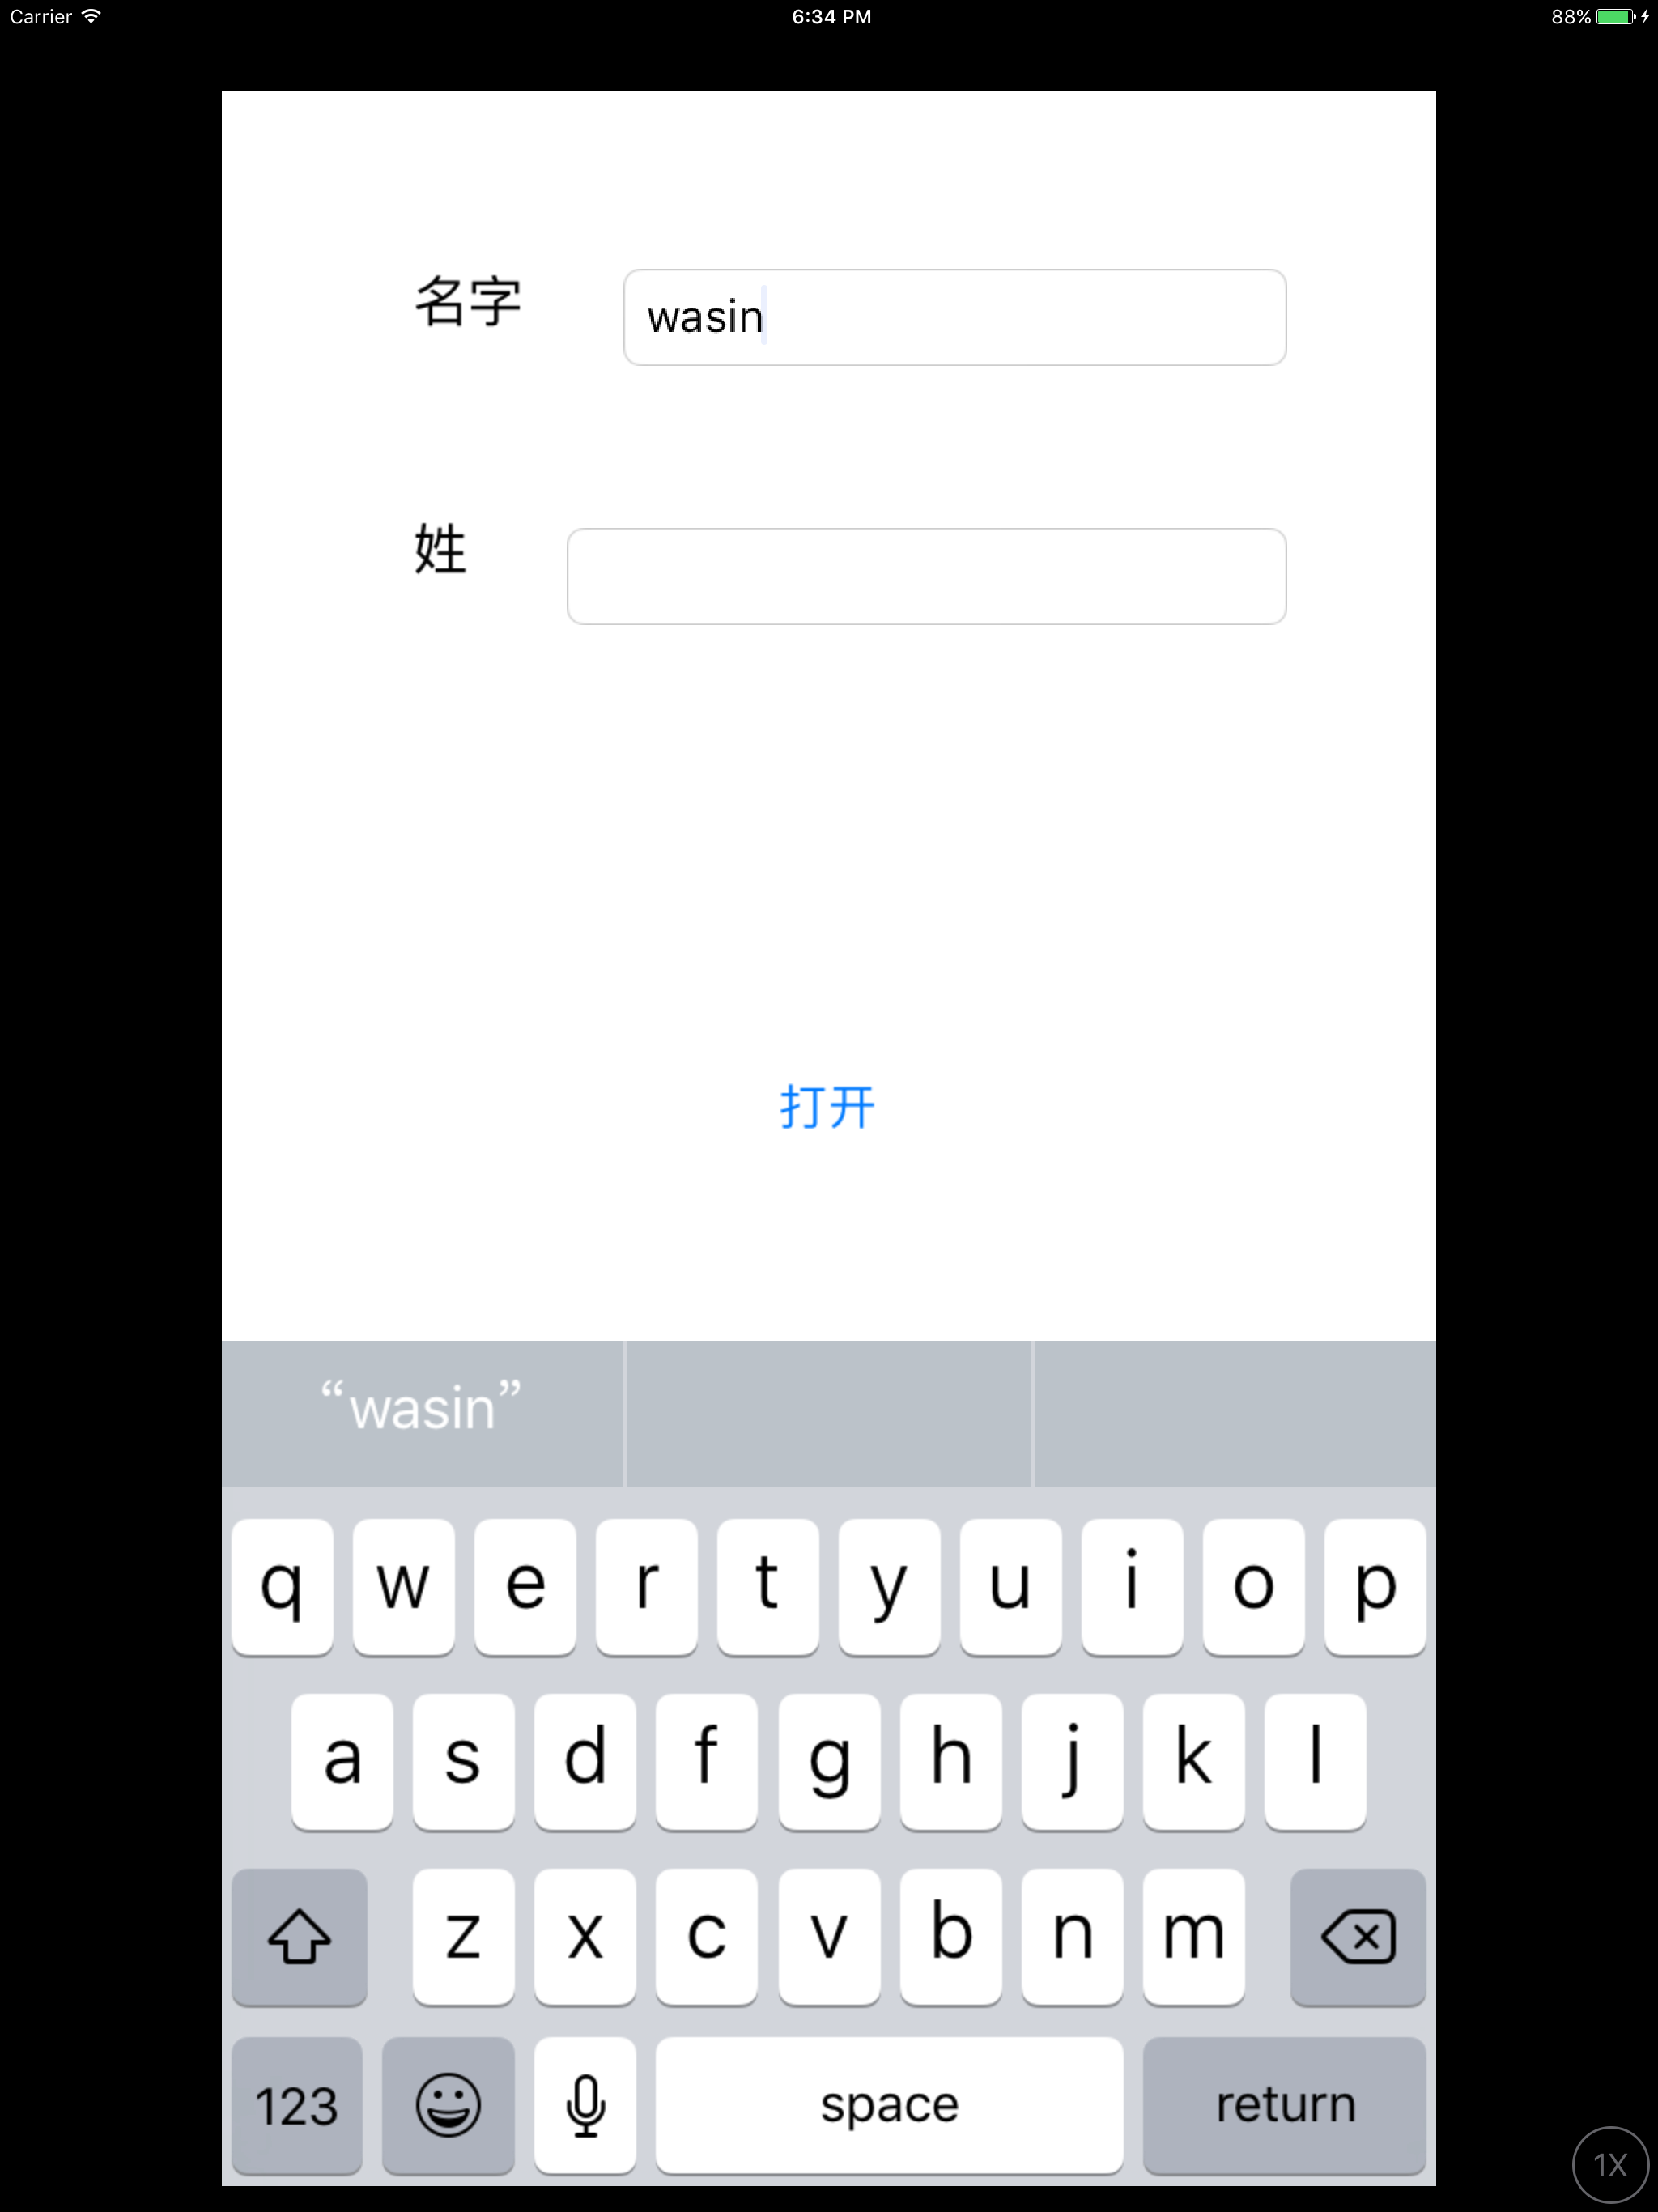 Carrier 6:34 PM 88%
名字 wasin
姓
打开
“wasin”
q w e r t y u i o p
a s d f g h j k l
z x c v b n m
123 space return
1X